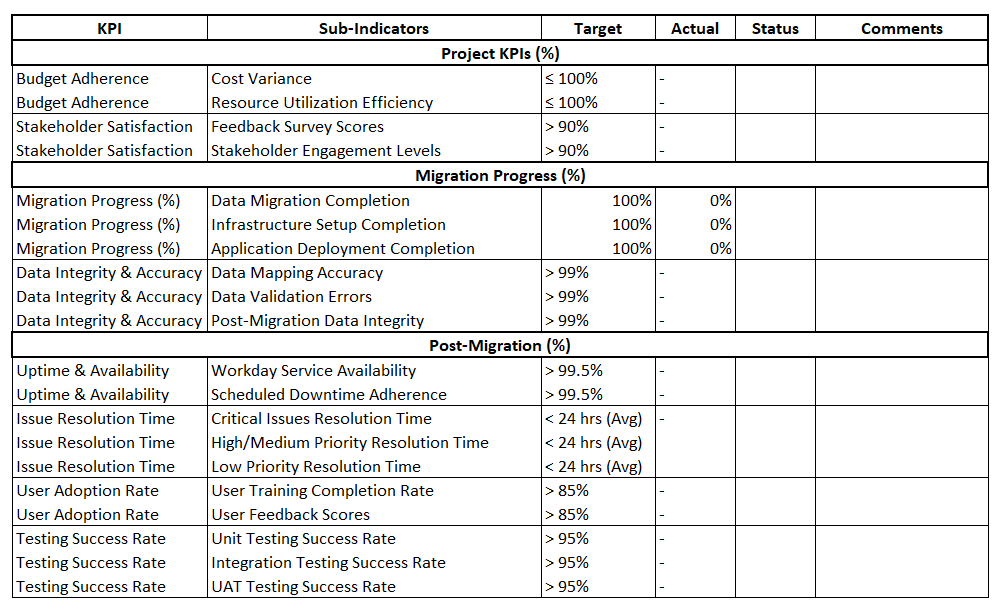 KPI Sub-Indicators Target Actual Status Comments
Project KPIs (%)
Budget Adherence Cost Variance ≤ 100% -
Budget Adherence Resource Utilization Efficiency ≤ 100% -
Stakeholder Satisfaction Feedback Survey Scores > 90% -
Stakeholder Satisfaction Stakeholder Engagement Levels > 90% -
Migration Progress (%)
Migration Progress (%) Data Migration Completion 100% 0%
Migration Progress (%) Infrastructure Setup Completion 100% 0%
Migration Progress (%) Application Deployment Completion 100% 0%
Data Integrity & Accuracy Data Mapping Accuracy > 99% -
Data Integrity & Accuracy Data Validation Errors > 99% -
Data Integrity & Accuracy Post-Migration Data Integrity > 99% -
Post-Migration (%)
Uptime & Availability Workday Service Availability > 99.5% -
Uptime & Availability Scheduled Downtime Adherence > 99.5% -
Issue Resolution Time Critical Issues Resolution Time < 24 hrs (Avg) -
Issue Resolution Time High/Medium Priority Resolution Time < 24 hrs (Avg)
Issue Resolution Time Low Priority Resolution Time < 24 hrs (Avg)
User Adoption Rate User Training Completion Rate > 85% -
User Adoption Rate User Feedback Scores > 85% -
Testing Success Rate Unit Testing Success Rate > 95% -
Testing Success Rate Integration Testing Success Rate > 95% -
Testing Success Rate UAT Testing Success Rate > 95% -